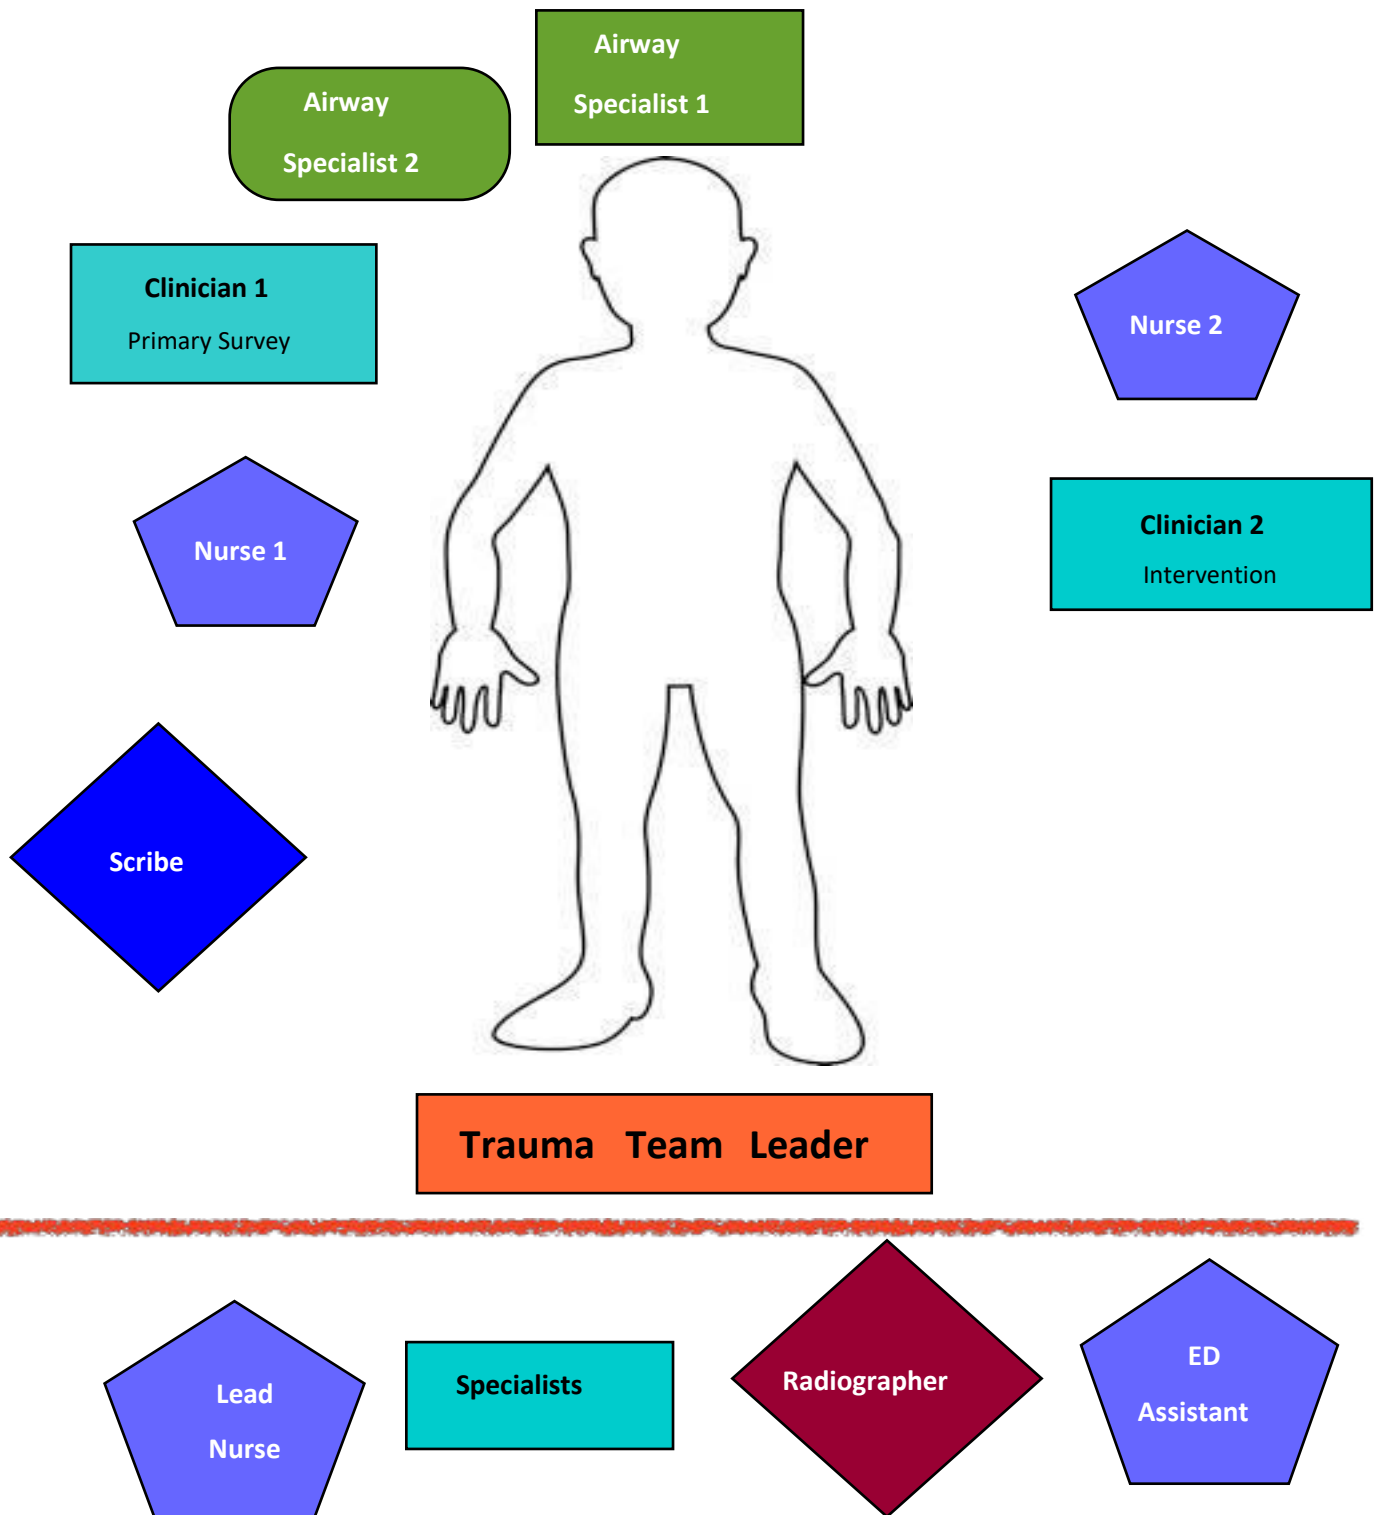 Airway
Specialist 1
Airway
Specialist 2
Clinician 1
Primary Survey
Nurse 2
Nurse 1
Clinician 2
Intervention
Scribe
Trauma Team Leader
Lead
Nurse
Specialists
Radiographer
ED
Assistant